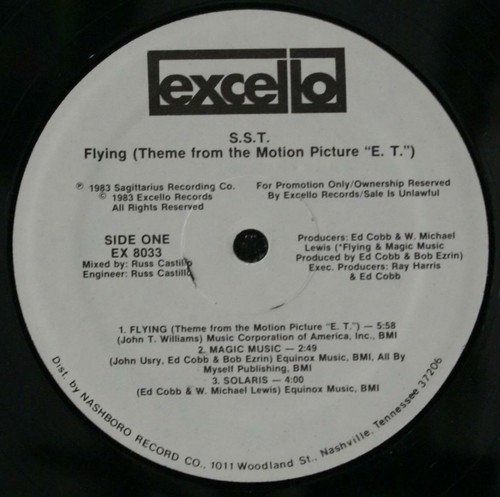 excello
S.S.T.
Flying (Theme from the Motion Picture "E. T.")
℗ 1983 Sagittarius Recording Co.
© 1983 Excello Records
All Rights Reserved
For Promotion Only/Ownership Reserved
By Excello Records/Sale Is Unlawful
SIDE ONE
EX 8033
Mixed by: Russ Castillo
Engineer: Russ Castillo
Producers: Ed Cobb & W. Michael
Lewis (*Flying & Magic Music
Produced by Ed Cobb & Bob Ezrin)
Exec. Producers: Ray Harris
& Ed Cobb
1. FLYING (Theme from the Motion Picture "E. T.") — 5:58
(John T. Williams) Music Corporation of America, Inc., BMI
2. MAGIC MUSIC — 2:49
(John Usry, Ed Cobb & Bob Ezrin) Equinox Music, BMI, All By
Myself Publishing, BMI
3. SOLARIS — 4:00
(Ed Cobb & W. Michael Lewis) Equinox Music, BMI
Dist. by NASHBORO RECORD CO., 1011 Woodland St., Nashville, Tennessee 37206